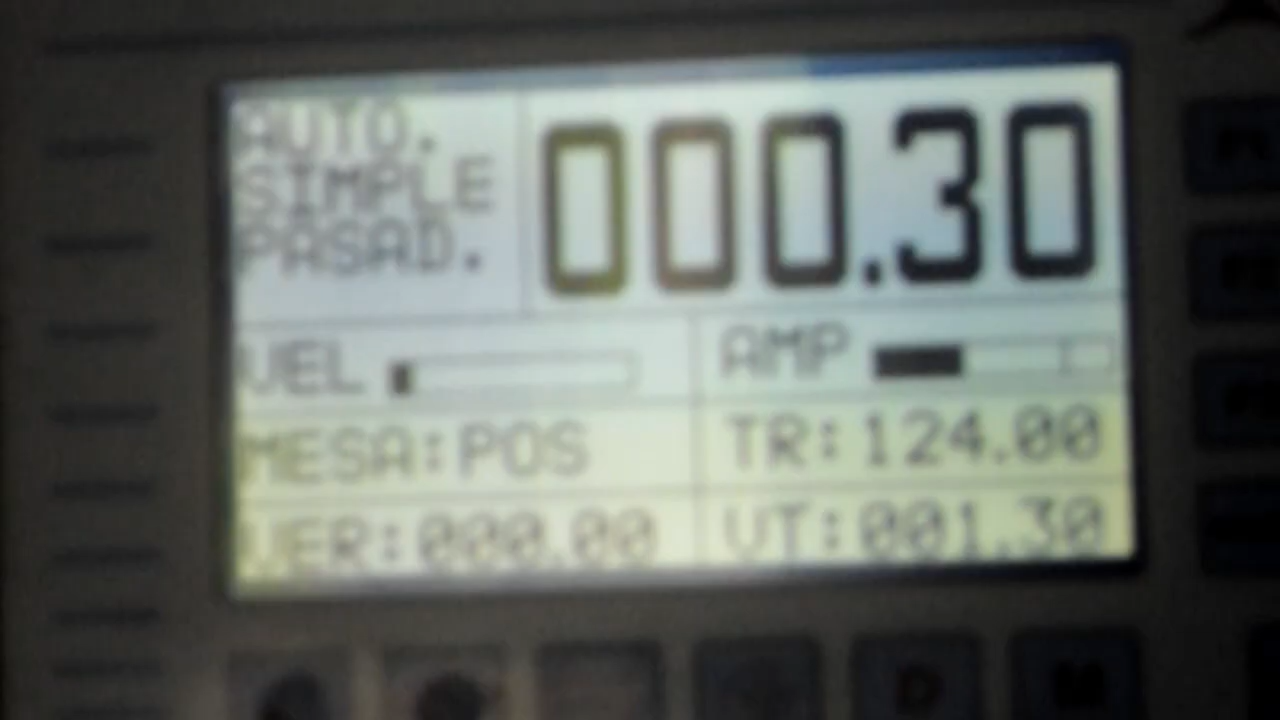 AUTO.
SIMPLE
PASAD.
000.30
VEL
AMP
MESA:POS
TR:124.00
VER:000.00
VT:001.30
D
M